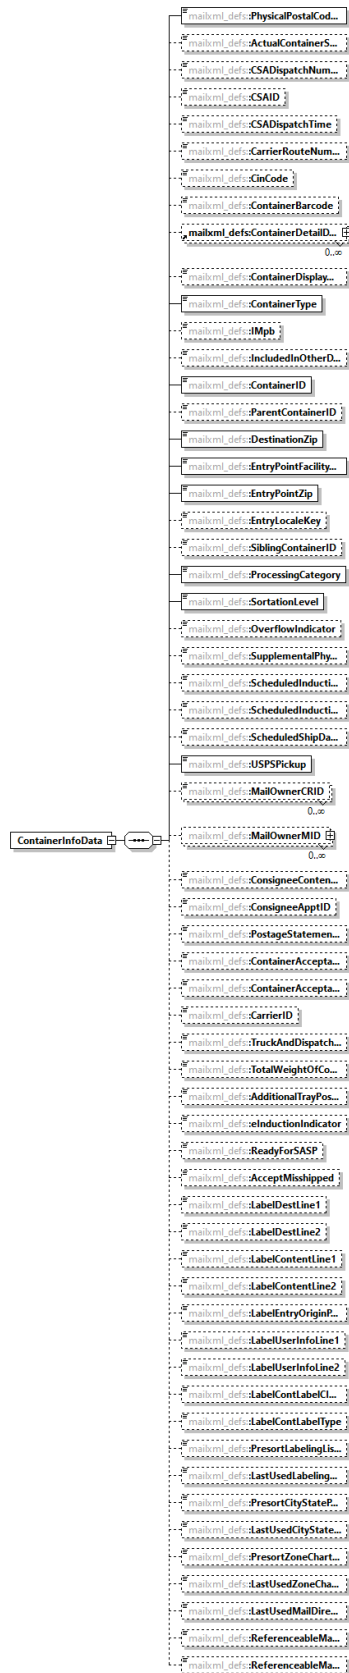 mailxml_defs:PhysicalPostalCod...
mailxml_defs:ActualContainerS...
mailxml_defs:CSADispatchNum...
mailxml_defs:CSAID
mailxml_defs:CSADispatchTime
mailxml_defs:CarrierRouteNum...
mailxml_defs:CinCode
mailxml_defs:ContainerBarcode
mailxml_defs:ContainerDetailD...
0..∞
mailxml_defs:ContainerDisplay...
mailxml_defs:ContainerType
mailxml_defs:IMpb
mailxml_defs:IncludedInOtherD...
mailxml_defs:ContainerID
mailxml_defs:ParentContainerID
mailxml_defs:DestinationZip
mailxml_defs:EntryPointFacility...
mailxml_defs:EntryPointZip
mailxml_defs:EntryLocaleKey
mailxml_defs:SiblingContainerID
mailxml_defs:ProcessingCategory
mailxml_defs:SortationLevel
mailxml_defs:OverflowIndicator
mailxml_defs:SupplementalPhy...
mailxml_defs:ScheduledInducti...
mailxml_defs:ScheduledInducti...
mailxml_defs:ScheduledShipDa...
mailxml_defs:USPSPickup
mailxml_defs:MailOwnerCRID
0..∞
ContainerInfoData
mailxml_defs:MailOwnerMID
0..∞
mailxml_defs:ConsigneeConten...
mailxml_defs:ConsigneeApptID
mailxml_defs:PostageStatemen...
mailxml_defs:ContainerAccepta...
mailxml_defs:ContainerAccepta...
mailxml_defs:CarrierID
mailxml_defs:TruckAndDispatch...
mailxml_defs:TotalWeightOfCo...
mailxml_defs:AdditionalTrayPos...
mailxml_defs:eInductionIndicator
mailxml_defs:ReadyForSASP
mailxml_defs:AcceptMisshipped
mailxml_defs:LabelDestLine1
mailxml_defs:LabelDestLine2
mailxml_defs:LabelContentLine1
mailxml_defs:LabelContentLine2
mailxml_defs:LabelEntryOriginP...
mailxml_defs:LabelUserInfoLine1
mailxml_defs:LabelUserInfoLine2
mailxml_defs:LabelContLabelCl...
mailxml_defs:LabelContLabelType
mailxml_defs:PresortLabelingLis...
mailxml_defs:LastUsedLabeling...
mailxml_defs:PresortCityStateP...
mailxml_defs:LastUsedCityState...
mailxml_defs:PresortZoneChart...
mailxml_defs:LastUsedZoneCha...
mailxml_defs:LastUsedMailDire...
mailxml_defs:ReferenceableMa...
mailxml_defs:ReferenceableMa...